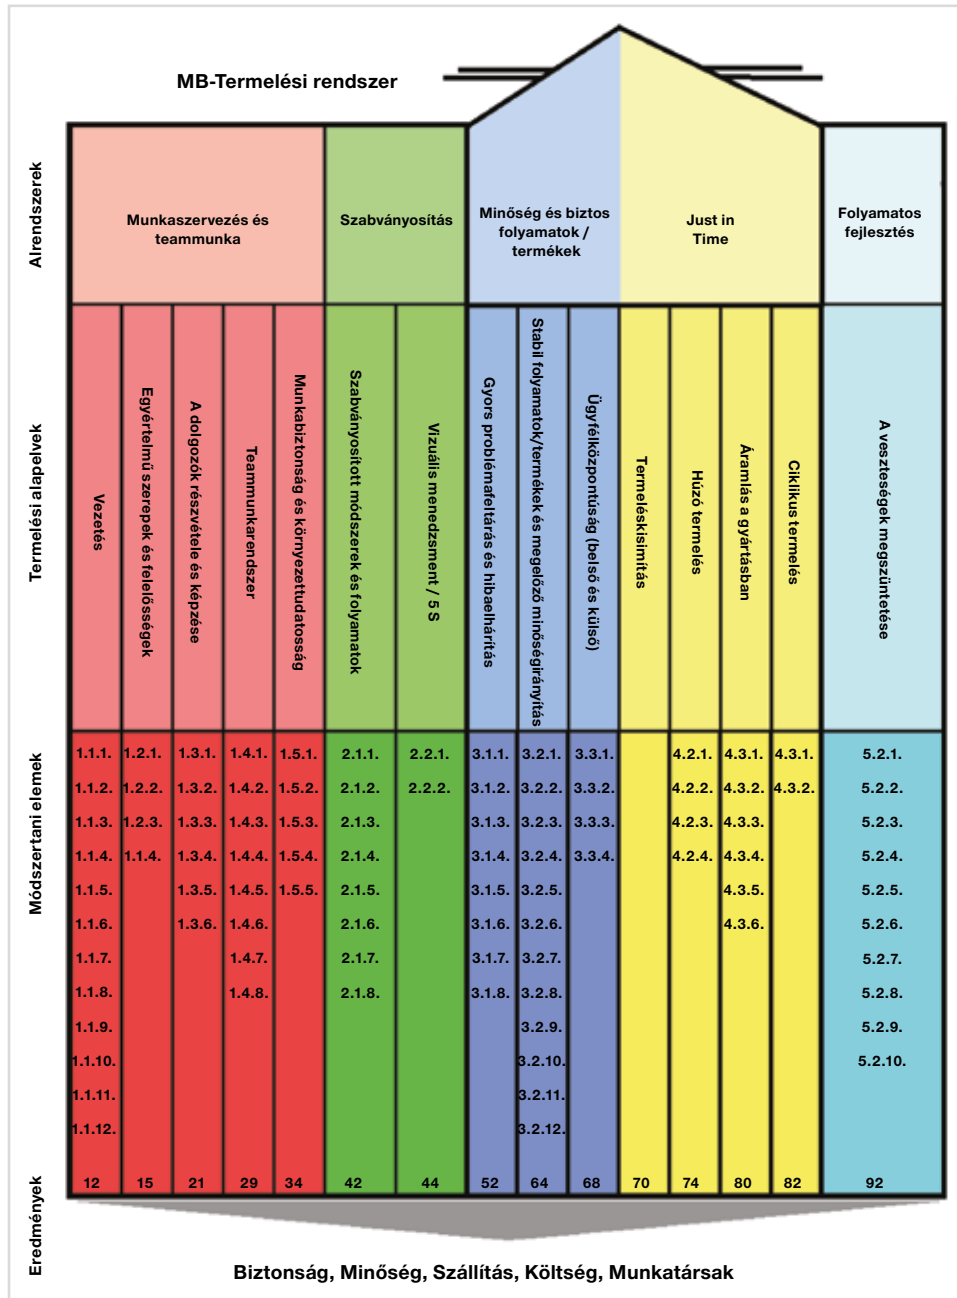 MB-Termelési rendszer
Alrendszerek
Munkaszervezés és
teammunka
Szabványosítás
Minőség és biztos
folyamatok /
termékek
Just in
Time
Folyamatos
fejlesztés
Termelési alapelvek
Vezetés
Egyértelmű szerepek és felelősségek
A dolgozók részvétele és képzése
Teammunkarendszer
Munkabiztonság és környezettudatosság
Szabványosított módszerek és folyamatok
Vizuális menedzsment / 5 S
Gyors problémafeltárás és hibaelhárítás
Stabil folyamatok/termékek és megelőző minőségirányítás
Ügyfélközpontúság (belső és külső)
Termeléskisimítás
Húzó termelés
Áramlás a gyártásban
Ciklikus termelés
A veszteségek megszüntetése
Módszertani elemek
1.1.1. 1.2.1. 1.3.1. 1.4.1. 1.5.1. 2.1.1. 2.2.1. 3.1.1. 3.2.1. 3.3.1. 4.2.1. 4.3.1. 4.3.1. 5.2.1.
1.1.2. 1.2.2. 1.3.2. 1.4.2. 1.5.2. 2.1.2. 2.2.2. 3.1.2. 3.2.2. 3.3.2. 4.2.2. 4.3.2. 4.3.2. 5.2.2.
1.1.3. 1.2.3. 1.3.3. 1.4.3. 1.5.3. 2.1.3. 3.1.3. 3.2.3. 3.3.3. 4.2.3. 4.3.3. 5.2.3.
1.1.4. 1.1.4. 1.3.4. 1.4.4. 1.5.4. 2.1.4. 3.1.4. 3.2.4. 3.3.4. 4.2.4. 4.3.4. 5.2.4.
1.1.5. 1.3.5. 1.4.5. 1.5.5. 2.1.5. 3.1.5. 3.2.5. 4.3.5. 5.2.5.
1.1.6. 1.3.6. 1.4.6. 2.1.6. 3.1.6. 3.2.6. 4.3.6. 5.2.6.
1.1.7. 1.4.7. 2.1.7. 3.1.7. 3.2.7. 5.2.7.
1.1.8. 1.4.8. 2.1.8. 3.1.8. 3.2.8. 5.2.8.
1.1.9. 3.2.9. 5.2.9.
1.1.10. 3.2.10. 5.2.10.
1.1.11. 3.2.11.
1.1.12. 3.2.12.
Eredmények
12 15 21 29 34 42 44 52 64 68 70 74 80 82 92
Biztonság, Minőség, Szállítás, Költség, Munkatársak